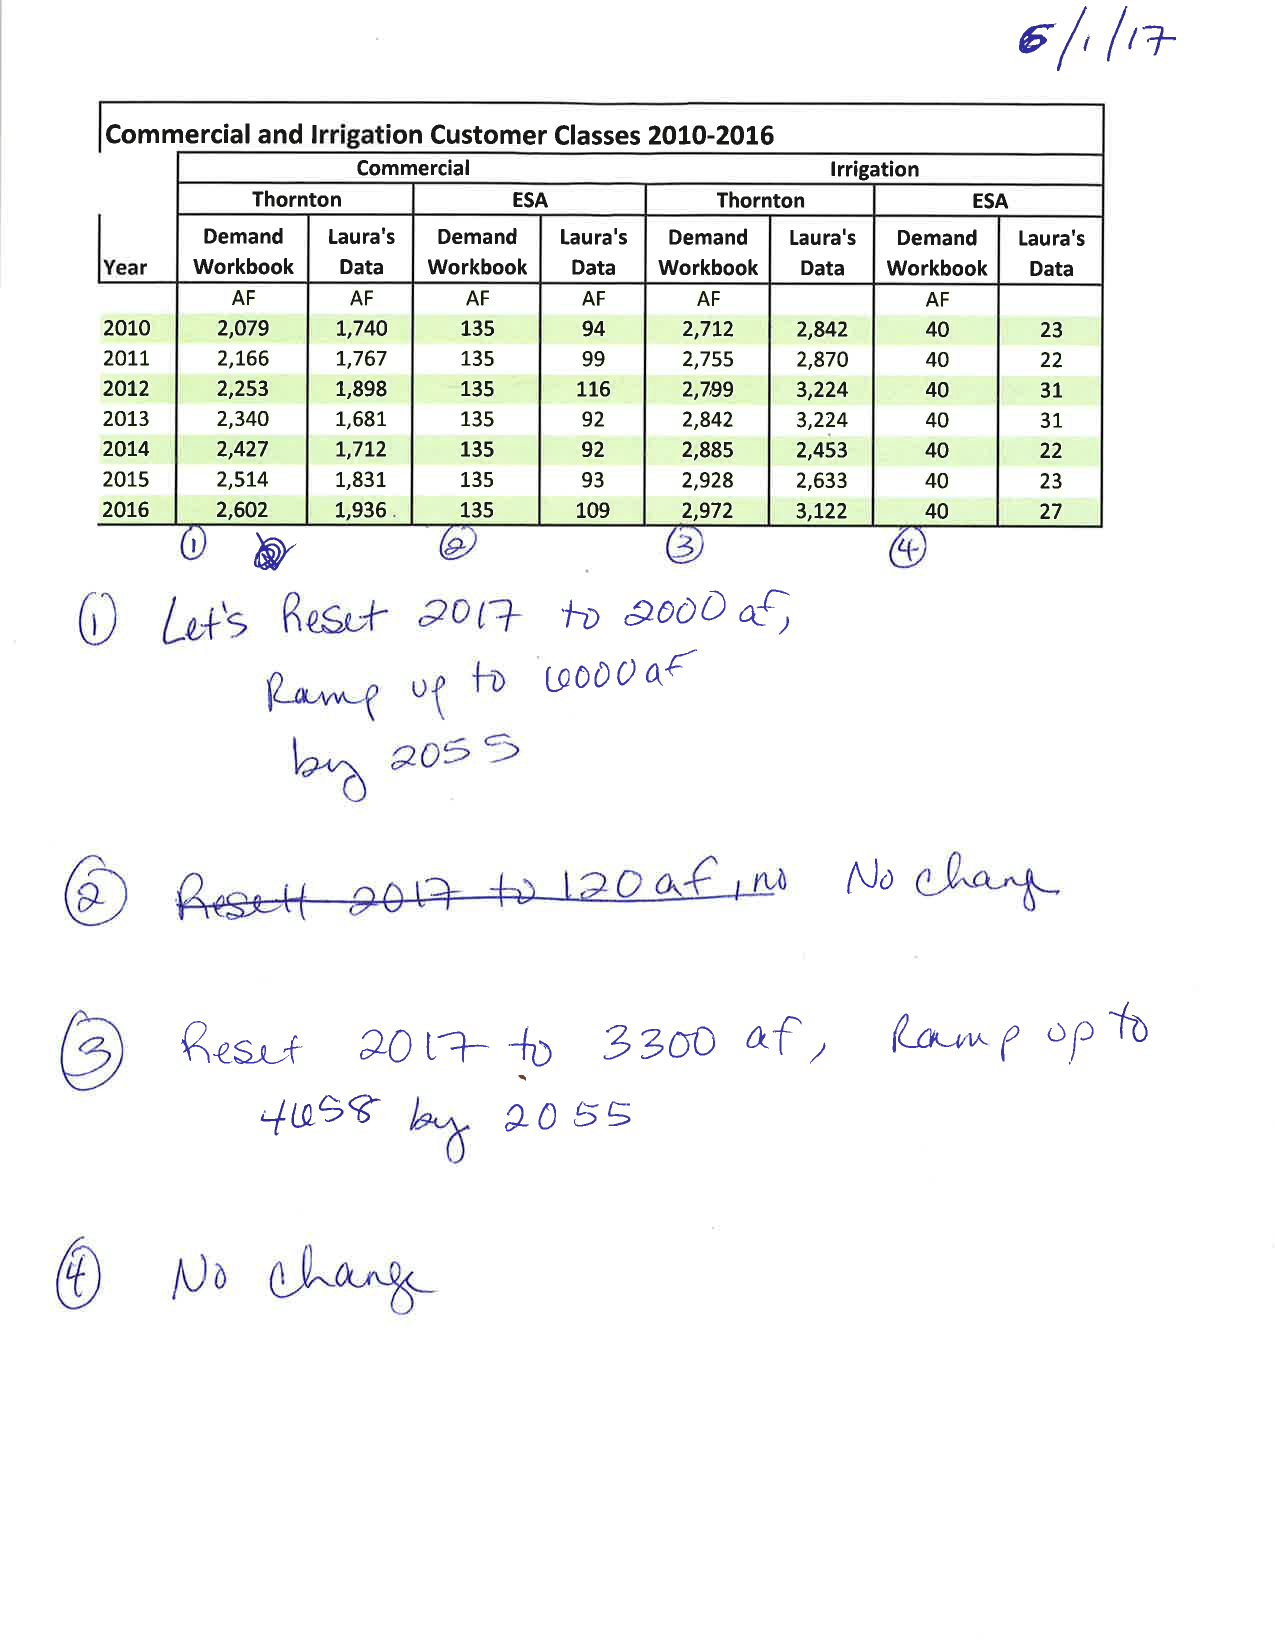 6/1/17
Commercial and Irrigation Customer Classes 2010-2016
Commercial Irrigation
Thornton ESA Thornton ESA
Demand Laura's Demand Laura's Demand Laura's Demand Laura's
Year Workbook Data Workbook Data Workbook Data Workbook Data
AF AF AF AF AF AF
2010 2,079 1,740 135 94 2,712 2,842 40 23
2011 2,166 1,767 135 99 2,755 2,870 40 22
2012 2,253 1,898 135 116 2,799 3,224 40 31
2013 2,340 1,681 135 92 2,842 3,224 40 31
2014 2,427 1,712 135 92 2,885 2,453 40 22
2015 2,514 1,831 135 93 2,928 2,633 40 23
2016 2,602 1,936 135 109 2,972 3,122 40 27
① ② ③ ④
① Let's Reset 2017 to 2000 af,
Ramp up to 6000 af
by 2055
② Resett 2017 to 120 af, no No change
③ Reset 2017 to 3300 af, Ramp up to
4658 by 2055
④ No change